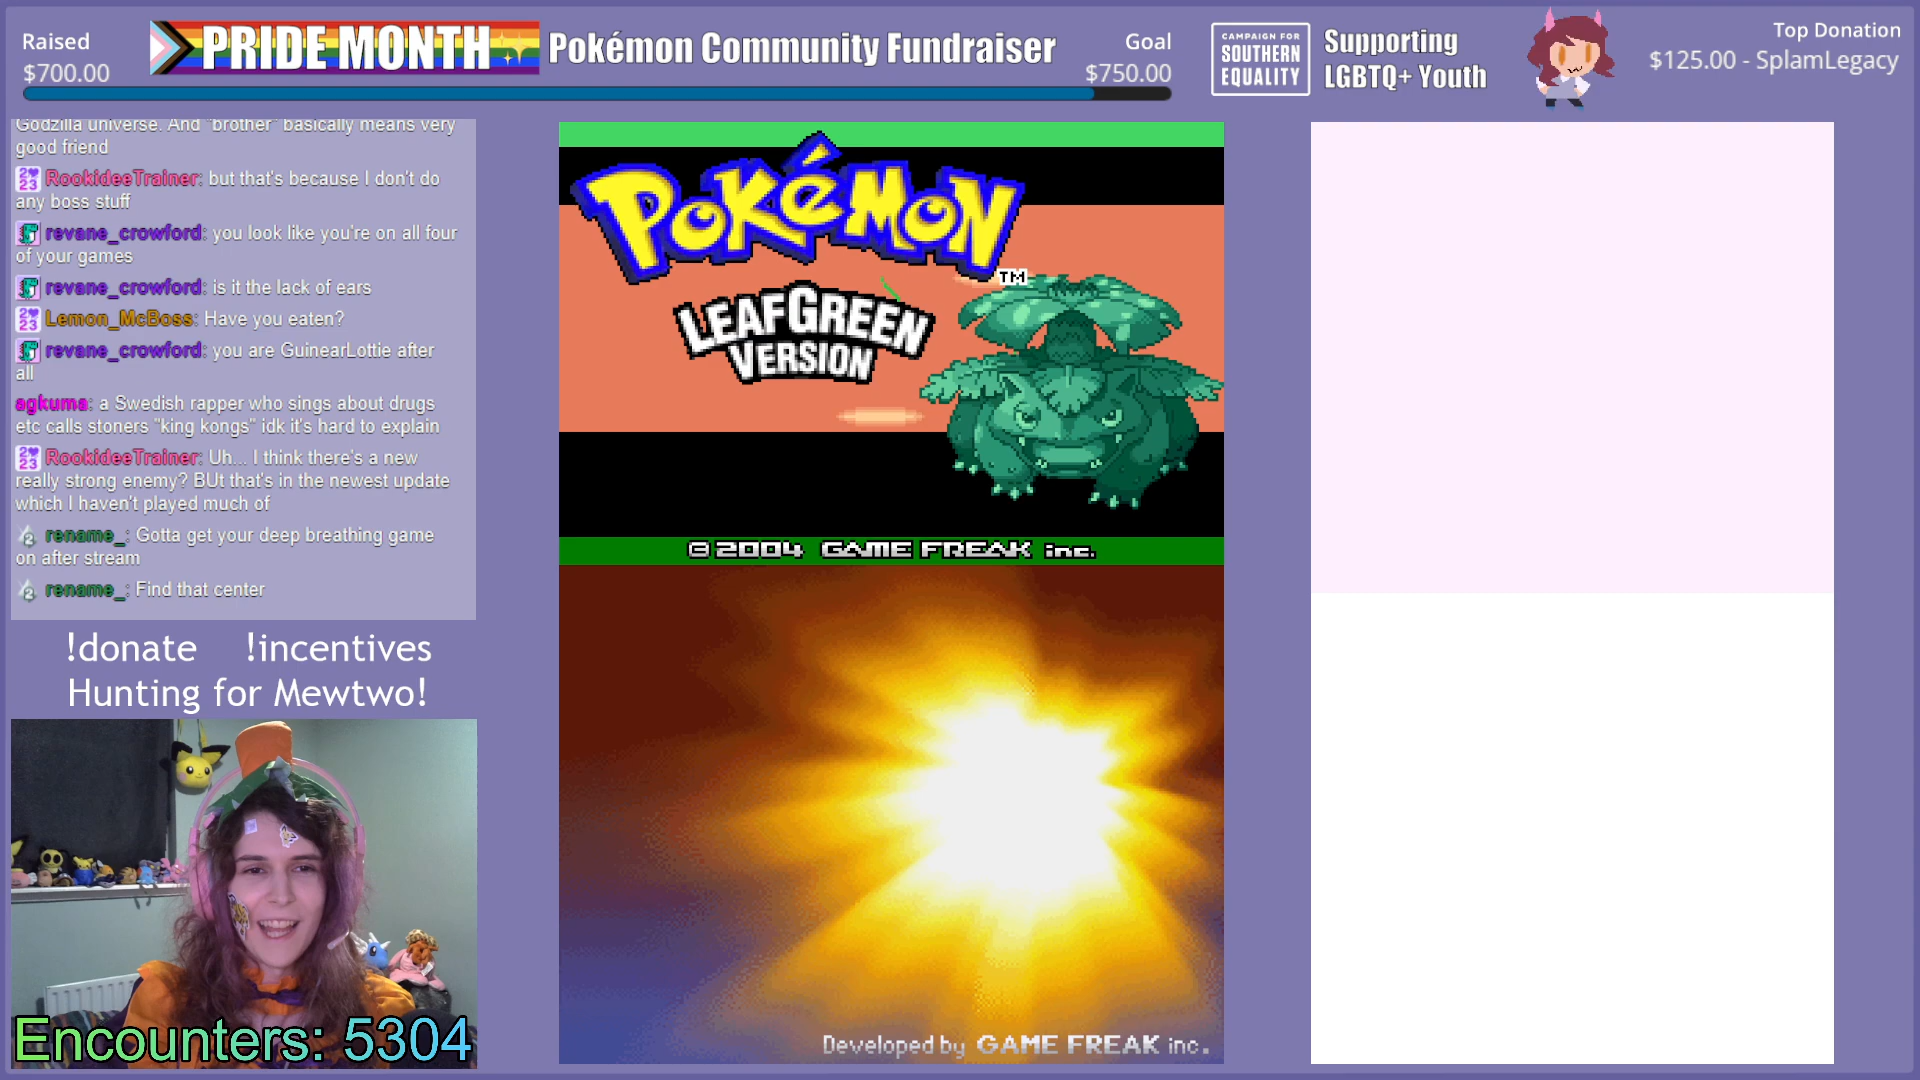 Raised
$700.00
PRIDE MONTH
Pokémon Community Fundraiser
Goal
$750.00
CAMPAIGN FOR
SOUTHERN
EQUALITY
Supporting
LGBTQ+ Youth
Top Donation
$125.00 - SplamLegacy
Godzilla universe. And "brother" basically means very
good friend
RookideeTrainer: but that's because I don't do
any boss stuff
revane_crowford: you look like you're on all four
of your games
revane_crowford: is it the lack of ears
Lemon_McBoss: Have you eaten?
revane_crowford: you are GuinearLottie after
all
agkuma: a Swedish rapper who sings about drugs
etc calls stoners "king kongs" idk it's hard to explain
RookideeTrainer: Uh... I think there's a new
really strong enemy? BUt that's in the newest update
which I haven't played much of
rename_: Gotta get your deep breathing game
on after stream
rename_: Find that center
!donate !incentives
Hunting for Mewtwo!
Encounters: 5304
POKéMON
TM
LEAFGREEN
VERSION
© 2004 GAME FREAK inc.
Developed by GAME FREAK inc.